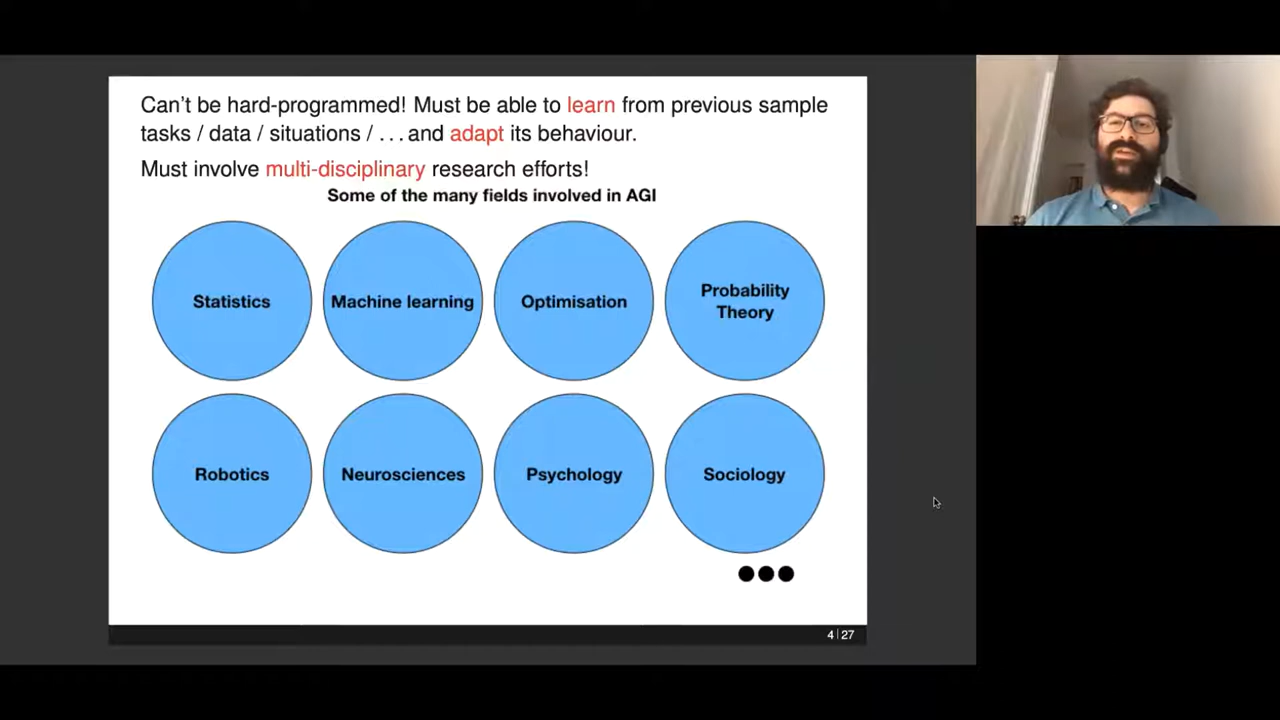 Can't be hard-programmed! Must be able to learn from previous sample
tasks / data / situations / ... and adapt its behaviour.
Must involve multi-disciplinary research efforts!
Some of the many fields involved in AGI
Statistics
Machine learning
Optimisation
Probability
Theory
Robotics
Neurosciences
Psychology
Sociology
4 | 27